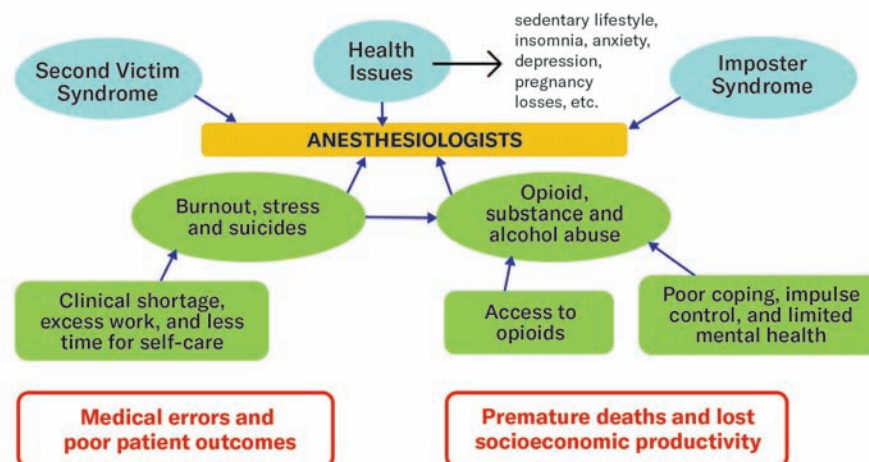 Second Victim
Syndrome
Health
Issues
sedentary lifestyle,
insomnia, anxiety,
depression,
pregnancy
losses, etc.
Imposter
Syndrome
ANESTHESIOLOGISTS
Burnout, stress
and suicides
Opioid,
substance and
alcohol abuse
Clinical shortage,
excess work, and less
time for self-care
Access to
opioids
Poor coping, impulse
control, and limited
mental health
Medical errors and
poor patient outcomes
Premature deaths and lost
socioeconomic productivity